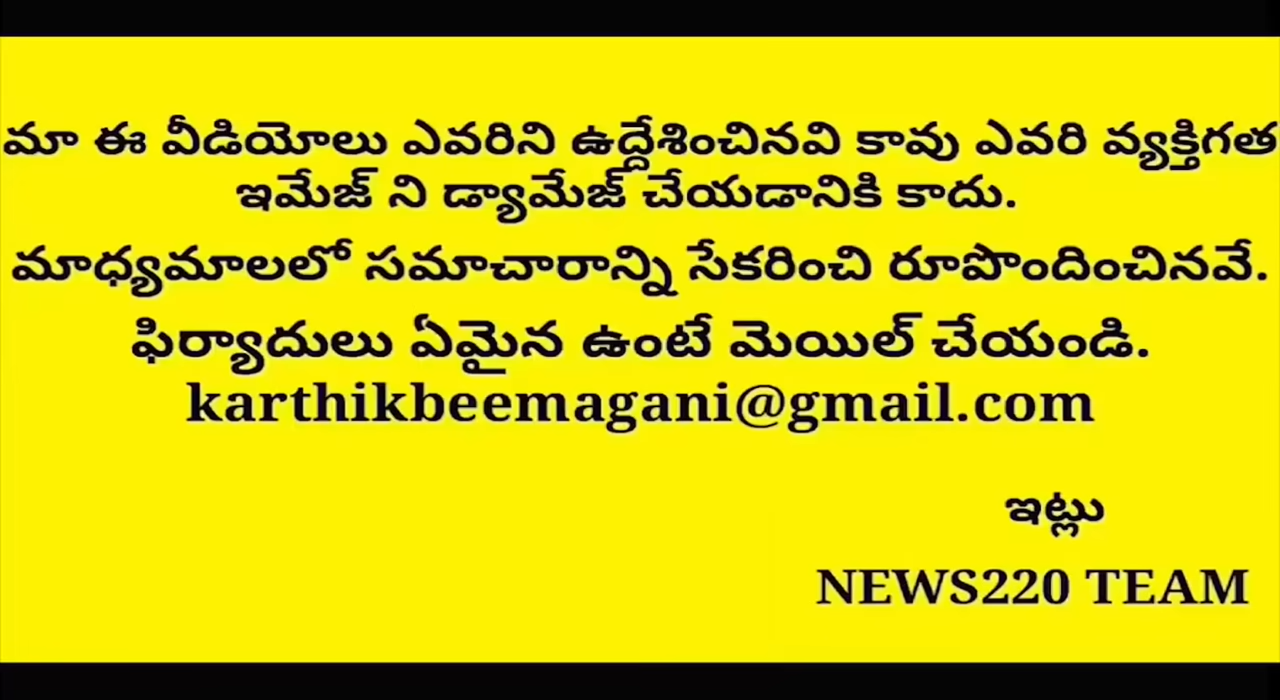 మా ఈ వీడియోలు ఎవరిని ఉద్దేశించినవి కావు ఎవరి వ్యక్తిగత
ఇమేజ్ ని డ్యామేజ్ చేయడానికి కాదు.
మాధ్యమాలలో సమాచారాన్ని సేకరించి రూపొందించినవే.
ఫిర్యాదులు ఏమైన ఉంటే మెయిల్ చేయండి.
karthikbeemagani@gmail.com
ఇట్లు
NEWS220 TEAM